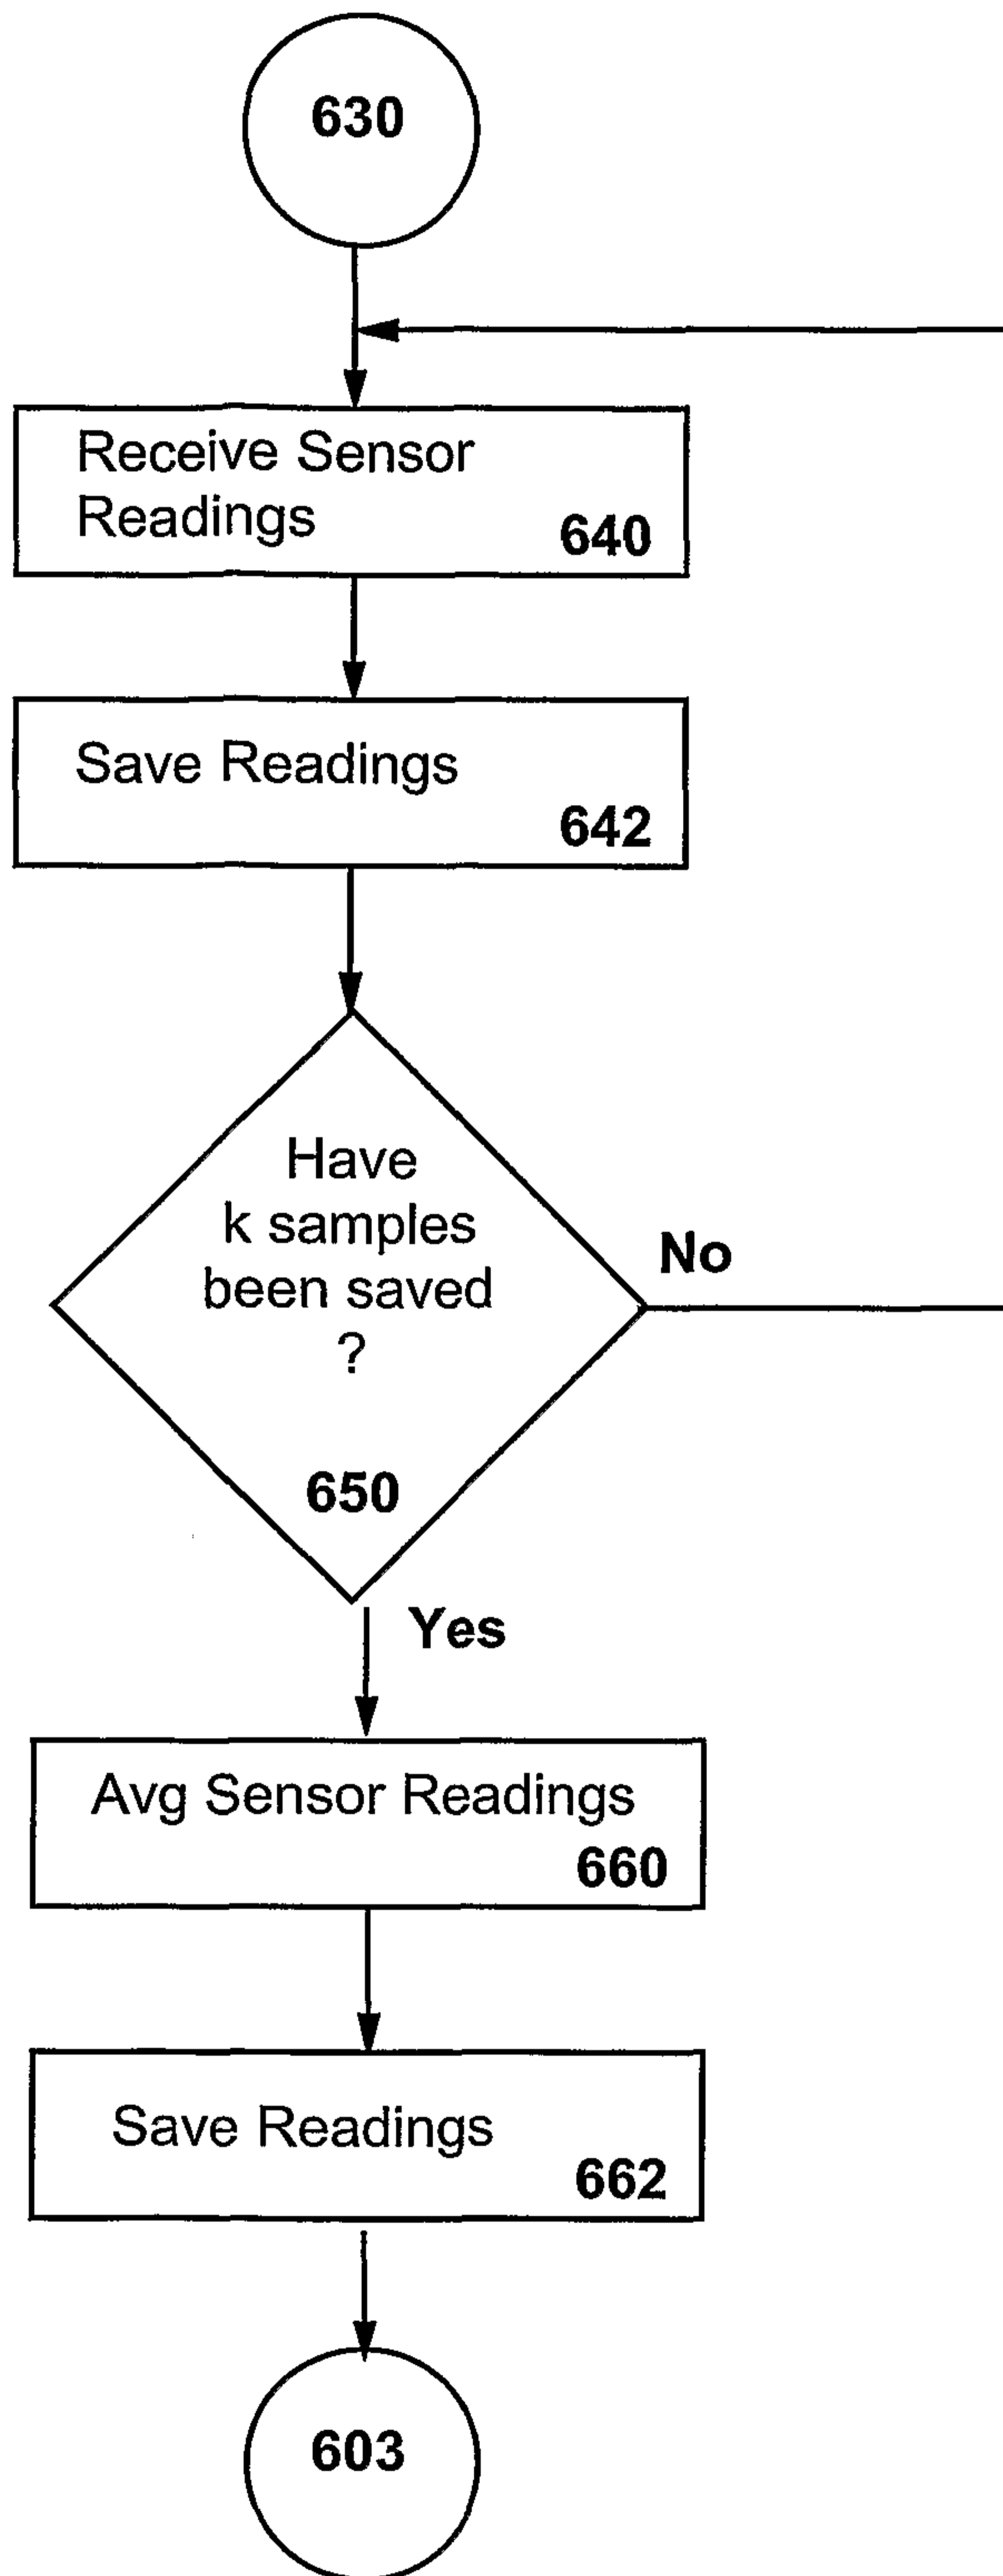 630
Receive Sensor
Readings
640
Save Readings
642
Have
k samples
been saved
?
650
No
Yes
Avg Sensor Readings
660
Save Readings
662
603